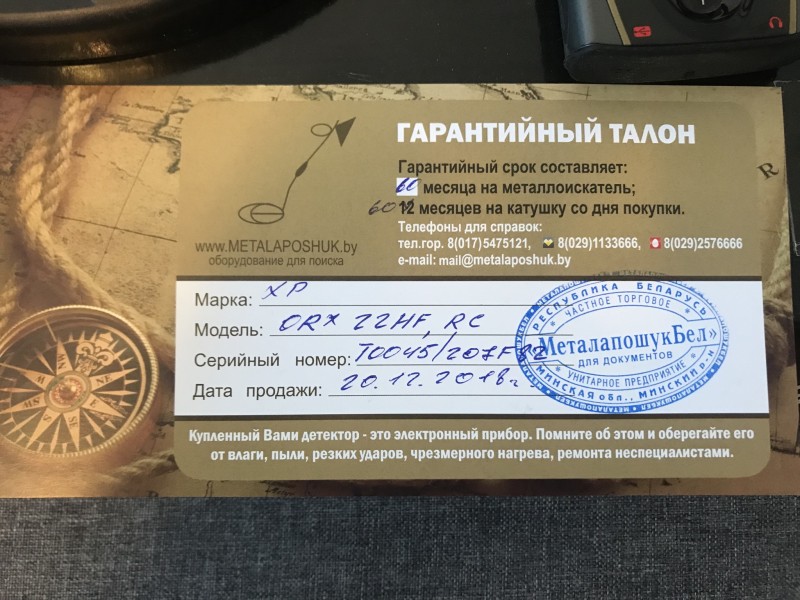 ГАРАНТИЙНЫЙ ТАЛОН
Гарантийный срок составляет:
60 месяца на металлоискатель;
60 12 месяцев на катушку со дня покупки.
Телефоны для справок:
тел.гор. 8(017)5475121, 8(029)1133666, 8(029)2576666
e-mail: mail@metalaposhuk.by
www.METALAPOSHUK.by
оборудование для поиска
R
Марка: XP
Модель: ORX 22HF, RC
Серийный номер: T0045/207F82
Дата продажи: 20.12.2018г
РЕСПУБЛИКА БЕЛАРУСЬ
ЧАСТНОЕ ТОРГОВОЕ
«МеталапошукБел»
ДЛЯ ДОКУМЕНТОВ
УНИТАРНОЕ ПРЕДПРИЯТИЕ
МИНСКАЯ обл., МИНСКИЙ р-н
Купленный Вами детектор - это электронный прибор. Помните об этом и оберегайте его
от влаги, пыли, резких ударов, чрезмерного нагрева, ремонта неспециалистами.